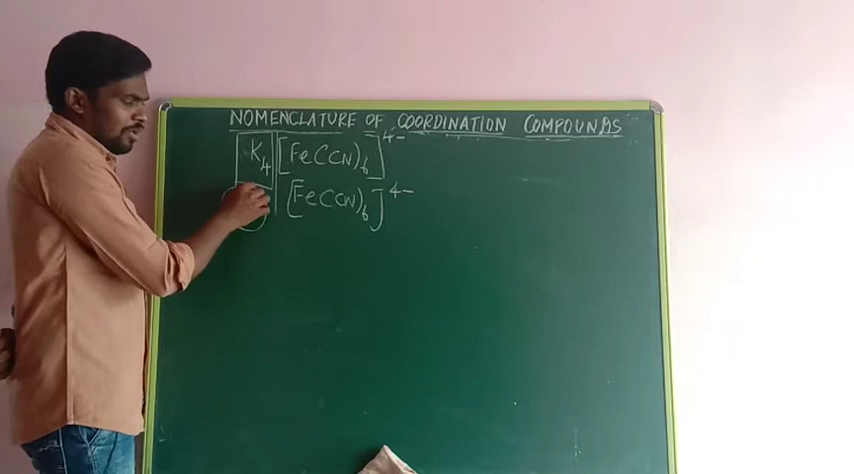 NOMENCLATURE OF COORDINATION COMPOUNDS
K₄ [Fe(CN)₆]⁴⁻
[Fe(CN)₆]⁴⁻